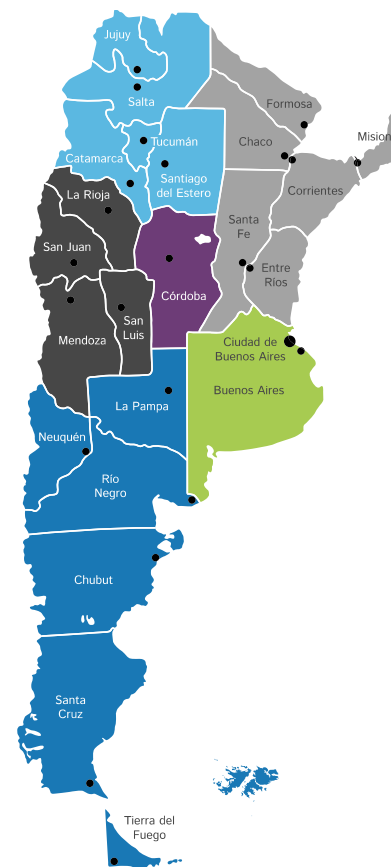 Jujuy
Salta
Formosa
Tucumán
Chaco
Mision
Catamarca
Santiago
del Estero
Corrientes
La Rioja
San Juan
Santa
Fe
Entre
Ríos
Córdoba
San
Luis
Mendoza
Ciudad de
Buenos Aires
Buenos Aires
La Pampa
Neuquén
Río
Negro
Chubut
Santa
Cruz
Tierra del
Fuego